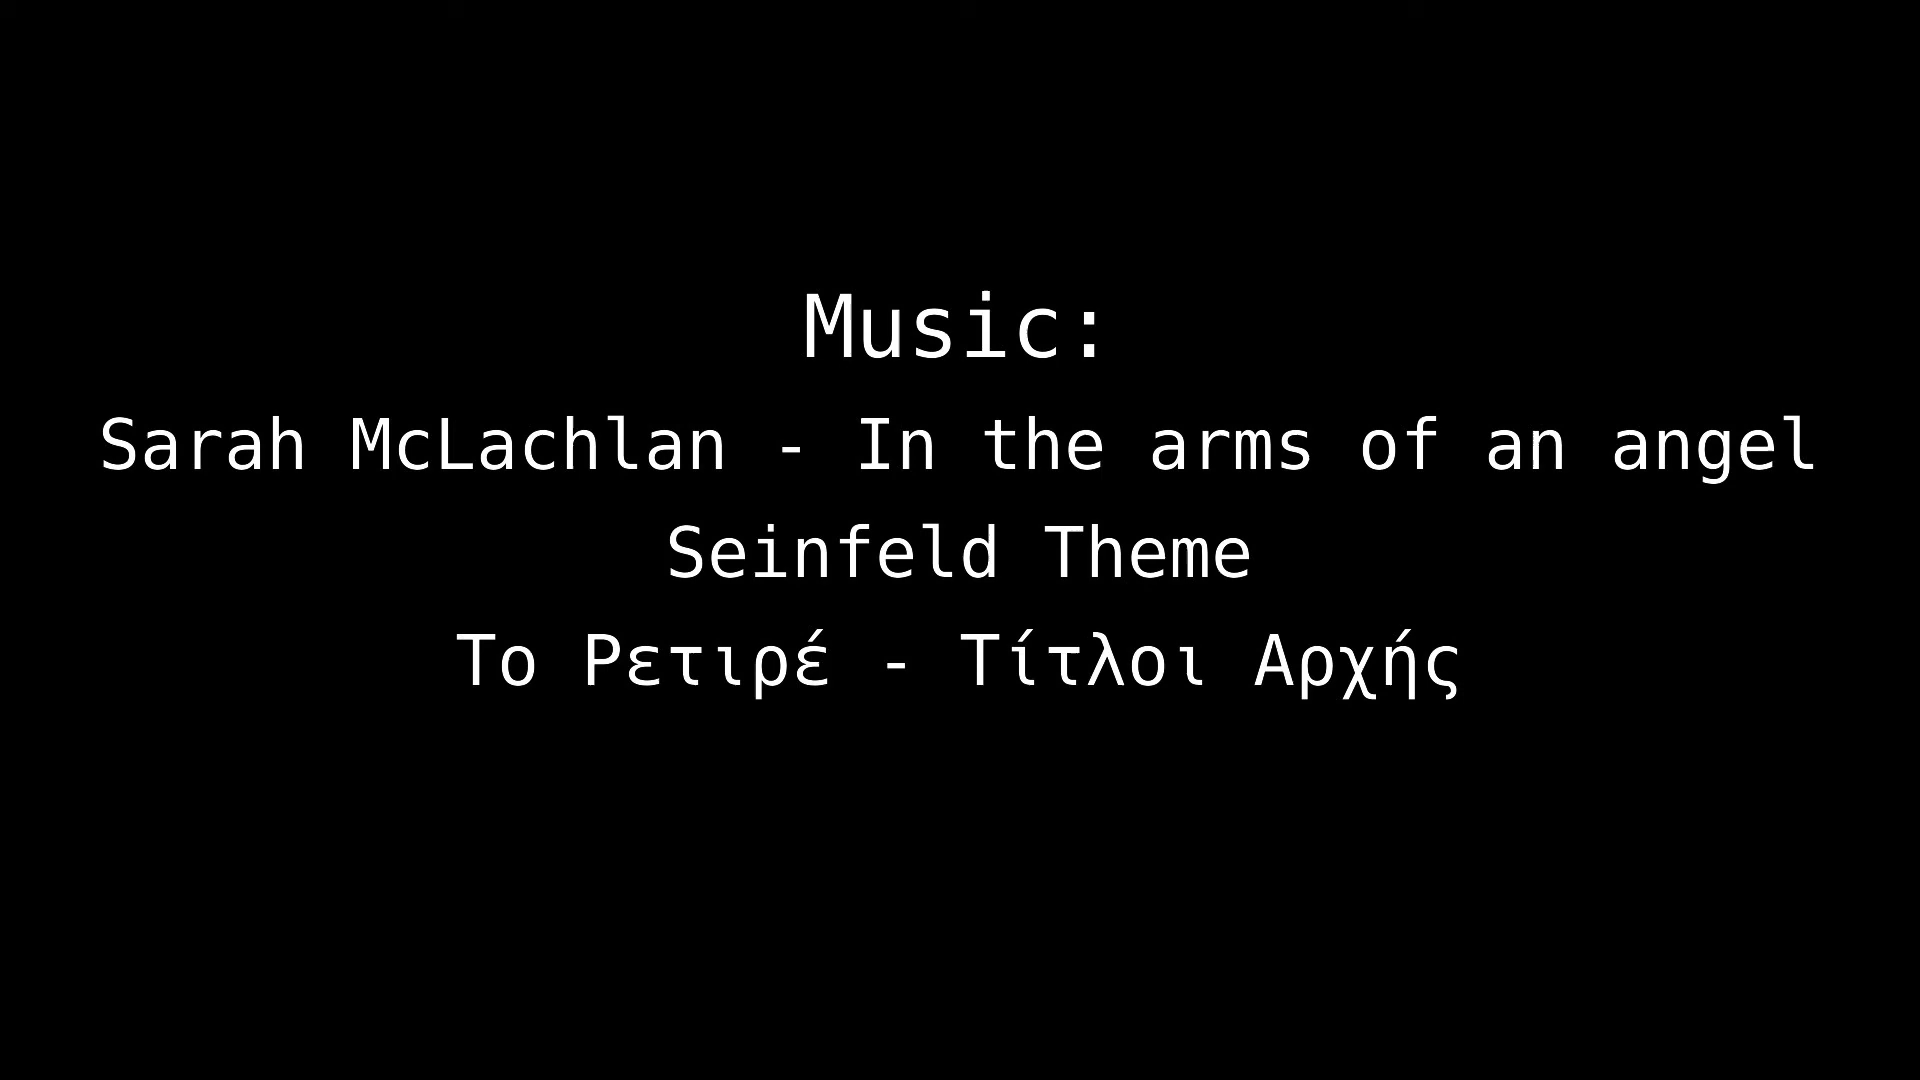 Music:
Sarah McLachlan - In the arms of an angel
Seinfeld Theme
Το Ρετιρέ - Τίτλοι Αρχής